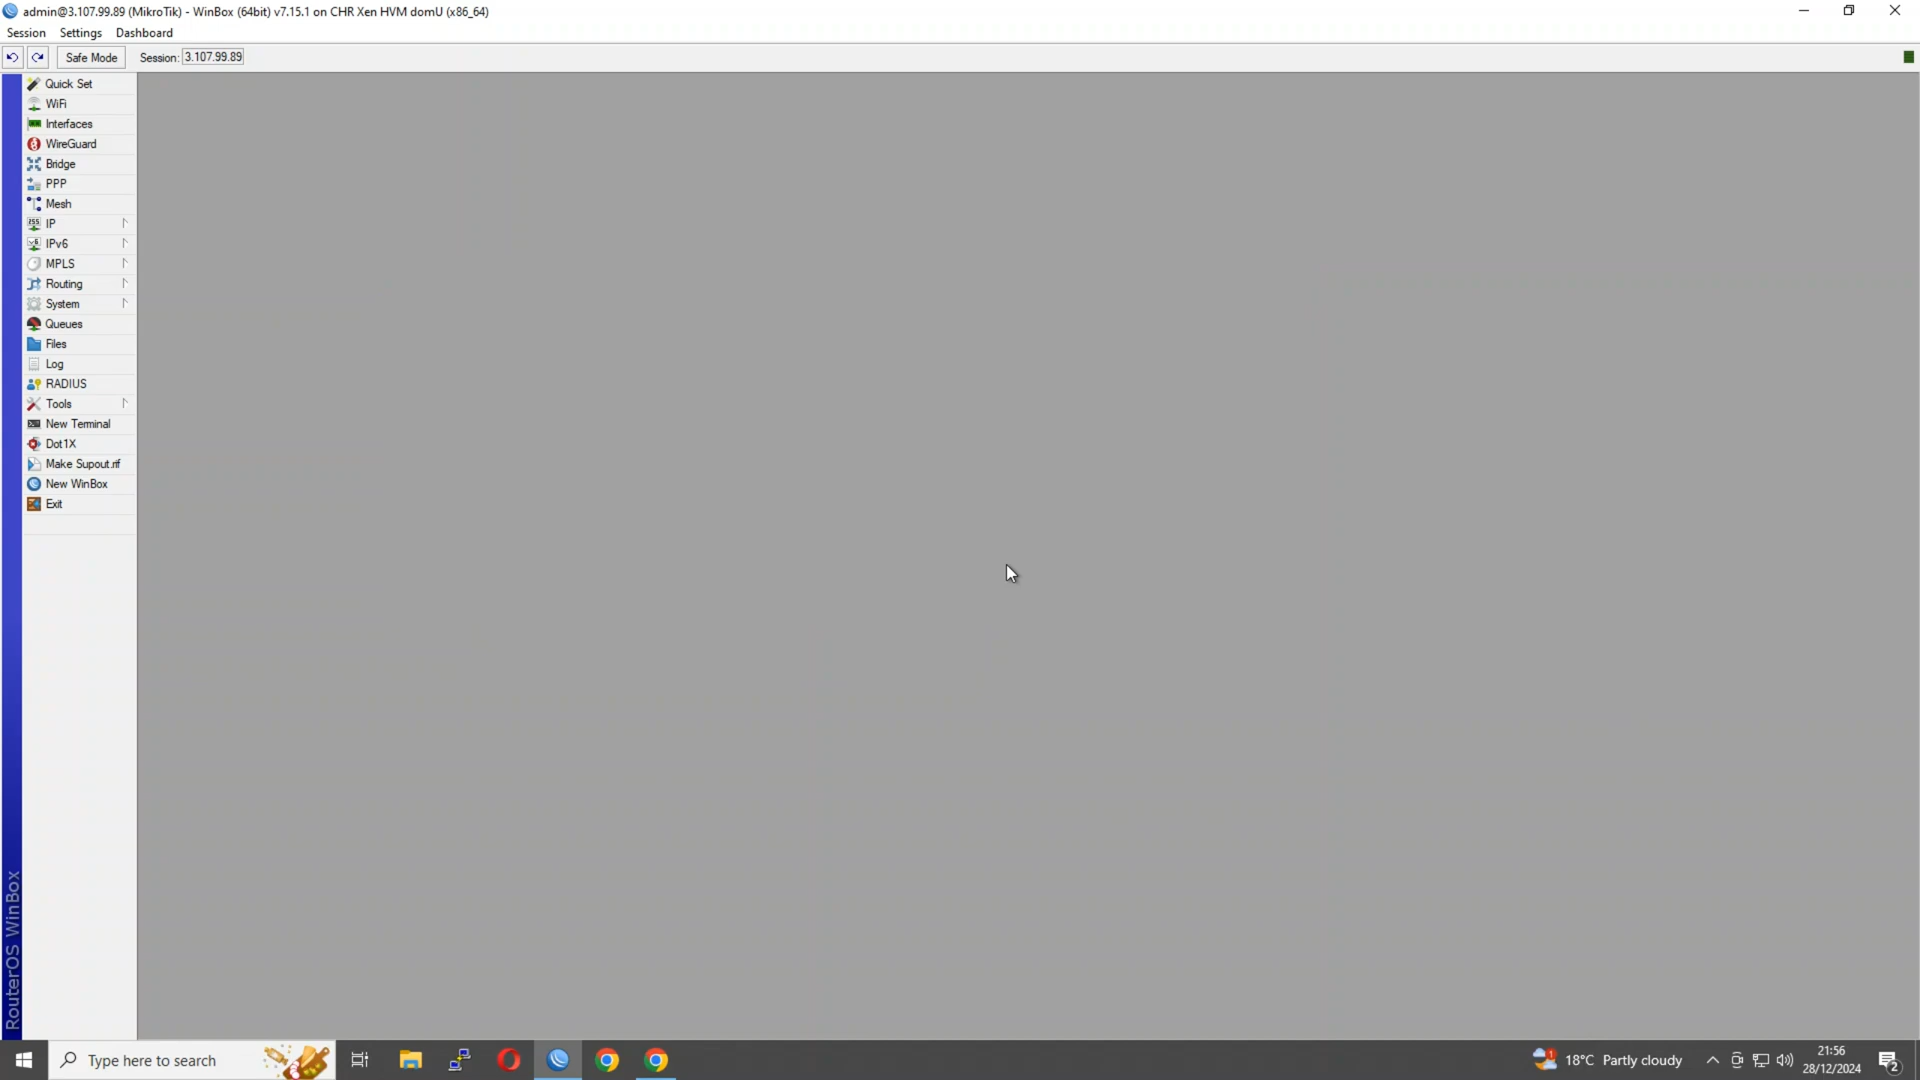 admin@3.107.99.89 (MikroTik) - WinBox (64bit) v7.15.1 on CHR Xen HVM domU (x86_64)
Session Settings Dashboard
Safe Mode Session: 3.107.99.89
Quick Set
WiFi
Interfaces
WireGuard
Bridge
PPP
Mesh
IP
IPv6
MPLS
Routing
System
Queues
Files
Log
RADIUS
Tools
New Terminal
Dot1X
Make Supout.rif
New WinBox
Exit
RouterOS WinBox
Type here to search
18°C Partly cloudy
21:56
28/12/2024
2